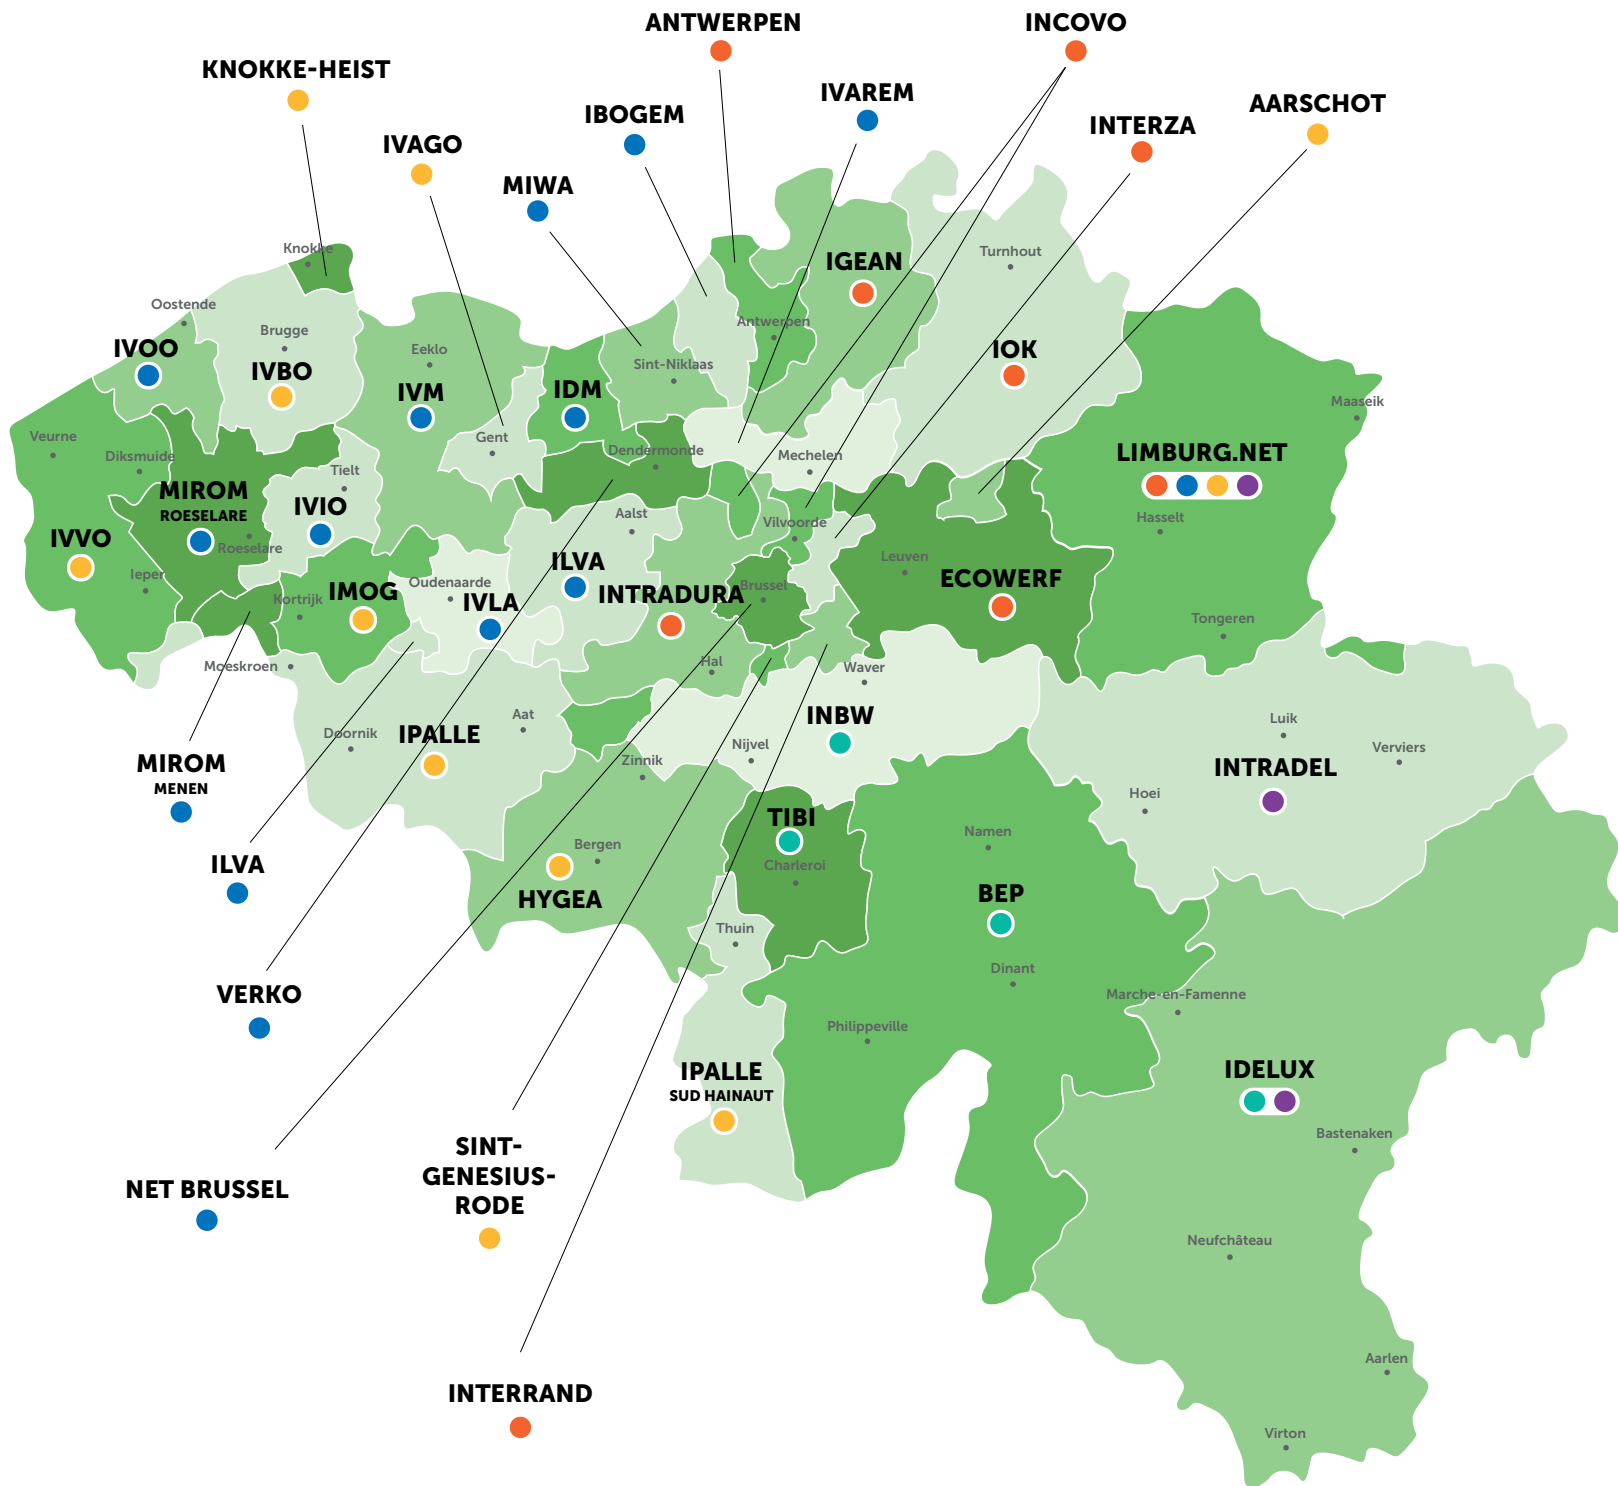 ANTWERPEN
INCOVO
KNOKKE-HEIST
IVAREM
AARSCHOT
IBOGEM
INTERZA
IVAGO
MIWA
Knokke
Turnhout
IGEAN
Oostende
Antwerpen
Brugge
IVOO
Eeklo
IOK
Sint-Niklaas
IVBO
IVM
IDM
Maaseik
Veurne
Gent
Dendermonde
Diksmuide
Mechelen
LIMBURG.NET
Tielt
MIROM
ROESELARE
IVIO
Aalst
Vilvoorde
Hasselt
IVVO
Roeselare
Leuven
ILVA
Ieper
Oudenaarde
ECOWERF
Brussel
IMOG
Kortrijk
IVLA
INTRADURA
Tongeren
Moeskroen
Hal
Waver
Aat
INBW
Luik
Doornik
IPALLE
Nijvel
Verviers
Zinnik
MIROM
MENEN
INTRADEL
Hoei
TIBI
Namen
Bergen
ILVA
Charleroi
HYGEA
BEP
Thuin
Dinant
VERKO
Marche-en-Famenne
Philippeville
IPALLE
SUD HAINAUT
IDELUX
Bastenaken
SINT-
GENESIUS-
RODE
NET BRUSSEL
Neufchâteau
Aarlen
INTERRAND
Virton